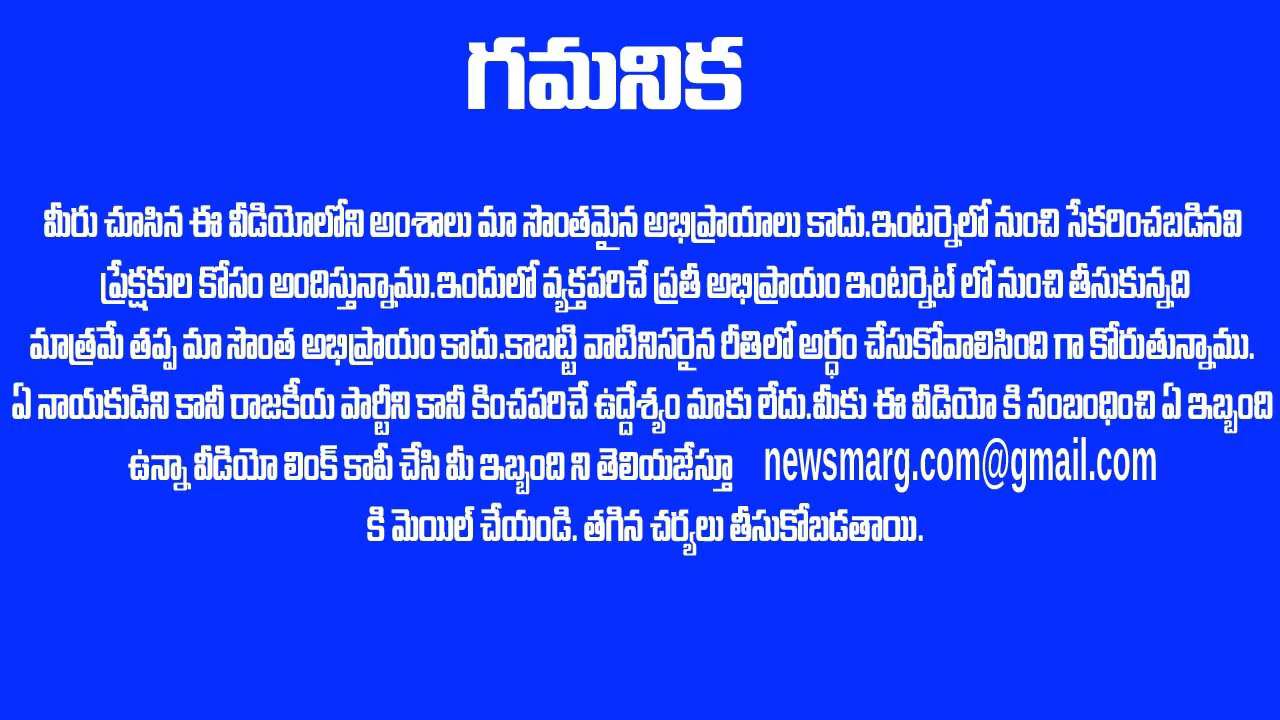 గమనిక
మీరు చూసిన ఈ వీడియోలోని అంశాలు మా సొంతమైన అభిప్రాయాలు కాదు.ఇంటర్నెలో నుంచి సేకరించబడినవి
ప్రేక్షకుల కోసం అందిస్తున్నాము.ఇందులో వ్యక్తపరిచే ప్రతీ అభిప్రాయం ఇంటర్నెట్ లో నుంచి తీసుకున్నది
మాత్రమే తప్ప మా సొంత అభిప్రాయం కాదు.కాబట్టి వాటినిసరైన రీతిలో అర్ధం చేసుకోవాలిసింది గా కోరుతున్నాము.
ఏ నాయకుడిని కానీ రాజకీయ పార్టీని కానీ కించపరిచే ఉద్దేశ్యం మాకు లేదు.మీకు ఈ వీడియో కి సంబంధించి ఏ ఇబ్బంది
ఉన్నా వీడియో లింక్ కాపీ చేసి మీ ఇబ్బంది ని తెలియజేస్తూ newsmarg.com@gmail.com
కి మెయిల్ చేయండి. తగిన చర్యలు తీసుకోబడతాయి.